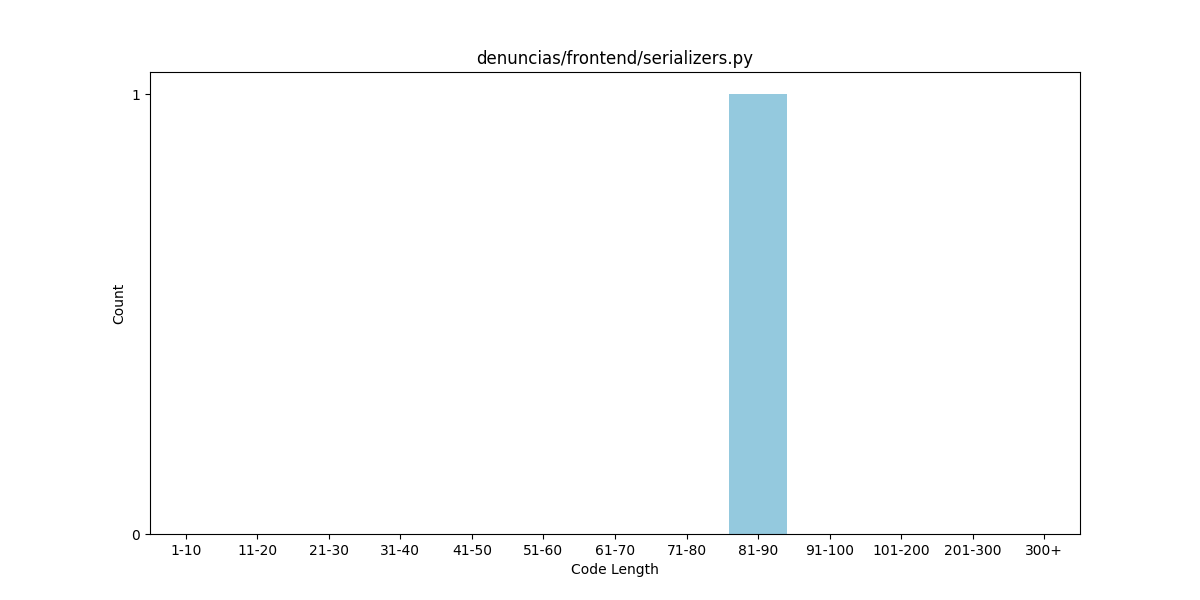 denuncias/frontend/serializers.py
1
0
Count
1-10 11-20 21-30 31-40 41-50 51-60 61-70 71-80 81-90 91-100 101-200 201-300 300+
Code Length